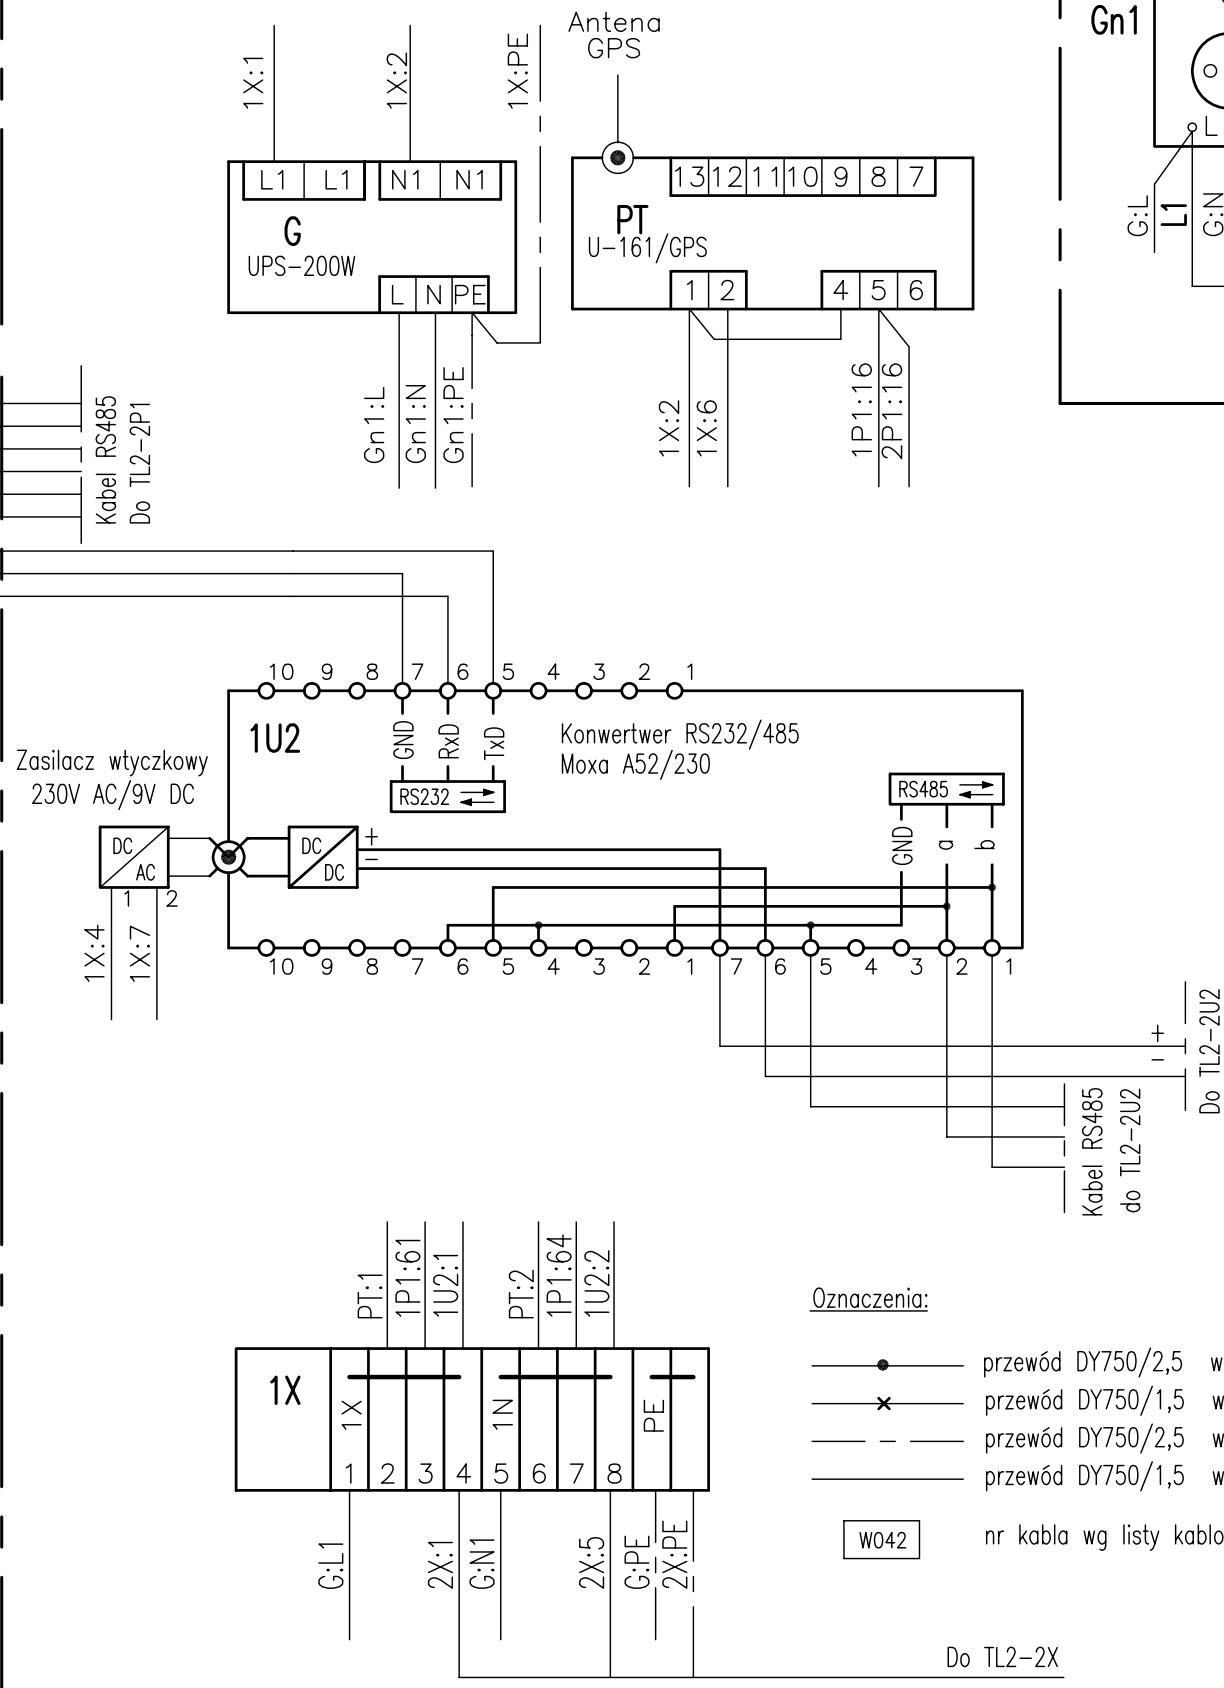 Antena
GPS
Gn1
1X:1
1X:2
1X:PE
L
G:L
L1
G:N
L1 L1 N1 N1
G
UPS-200W
L N PE
13 12 11 10 9 8 7
PT
U-161/GPS
1 2 4 5 6
Gn1:L
Gn1:N
Gn1:PE
1X:2
1X:6
1P1:16
2P1:16
Kabel RS485
Do TL2-2P1
10 9 8 7 6 5 4 3 2 1
1U2
GND
RxD
TxD
RS232
Konwertwer RS232/485
Moxa A52/230
Zasilacz wtyczkowy
230V AC/9V DC
RS485
GND
a
b
DC
AC
1 2
DC
DC
+
-
1X:4
1X:7
10 9 8 7 6 5 4 3 2 1 7 6 5 4 3 2 1
+
-
Do TL2-2U2
Kabel RS485
do TL2-2U2
PT:1
1P1:61
1U2:1
PT:2
1P1:64
1U2:2
1X
1X
1N
PE
1 2 3 4 5 6 7 8
G:L1
2X:1
G:N1
2X:5
G:PE
2X:PE
Do TL2-2X
Oznaczenia:
przewód DY750/2,5 w
przewód DY750/1,5 w
przewód DY750/2,5 w
przewód DY750/1,5 w
W042 nr kabla wg listy kablo